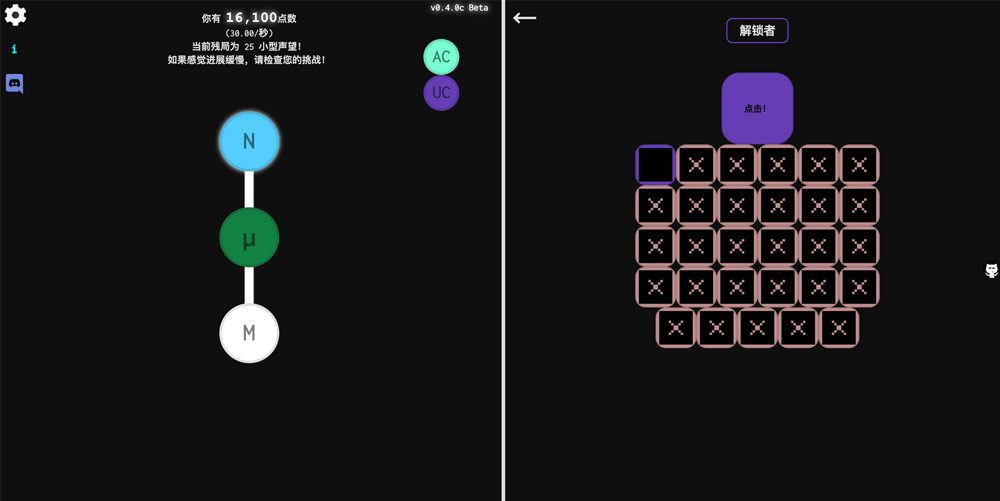 v0.4.0c Beta
你有 16,100点数
(30.00/秒)
当前残局为 25 小型声望!
如果感觉进展缓慢，请检查您的挑战!
i
AC
UC
N
μ
M
解锁者
点击!